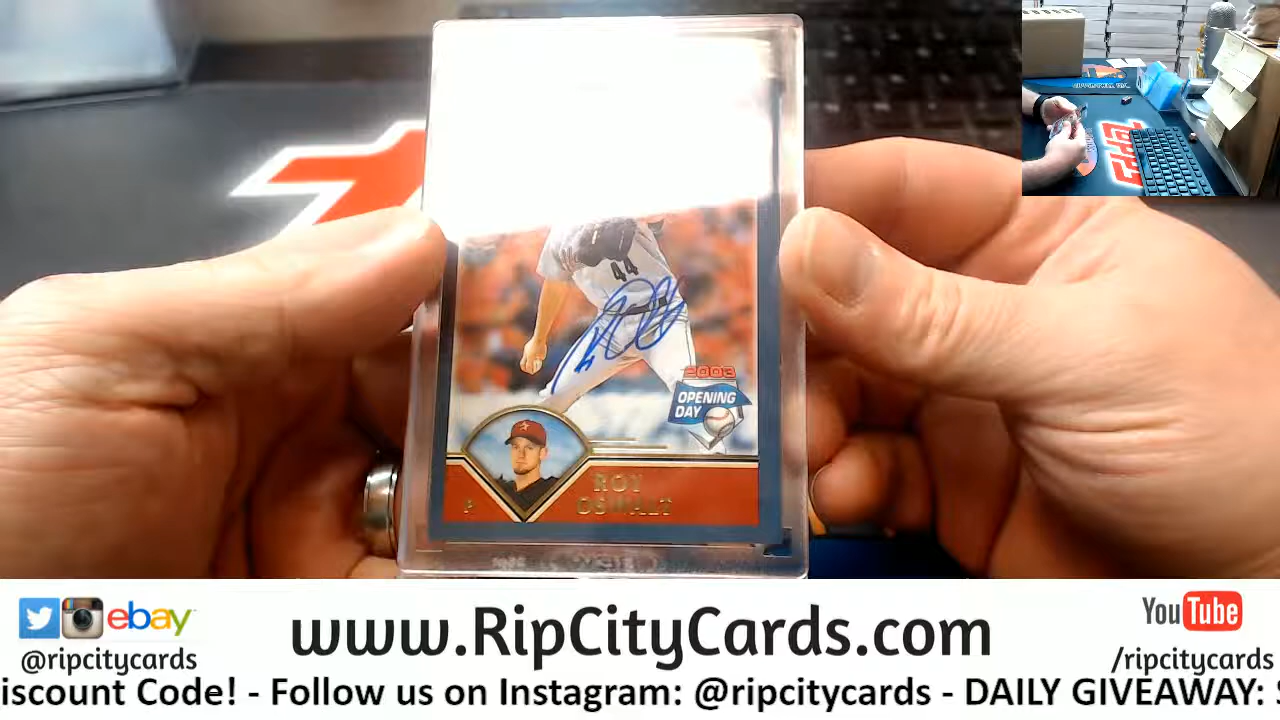 44
2003
OPENING
DAY
P
ROY
OSWALT
ebay
@ripcitycards
www.RipCityCards.com
YouTube
/ripcitycards
iscount Code! - Follow us on Instagram: @ripcitycards - DAILY GIVEAWAY: S